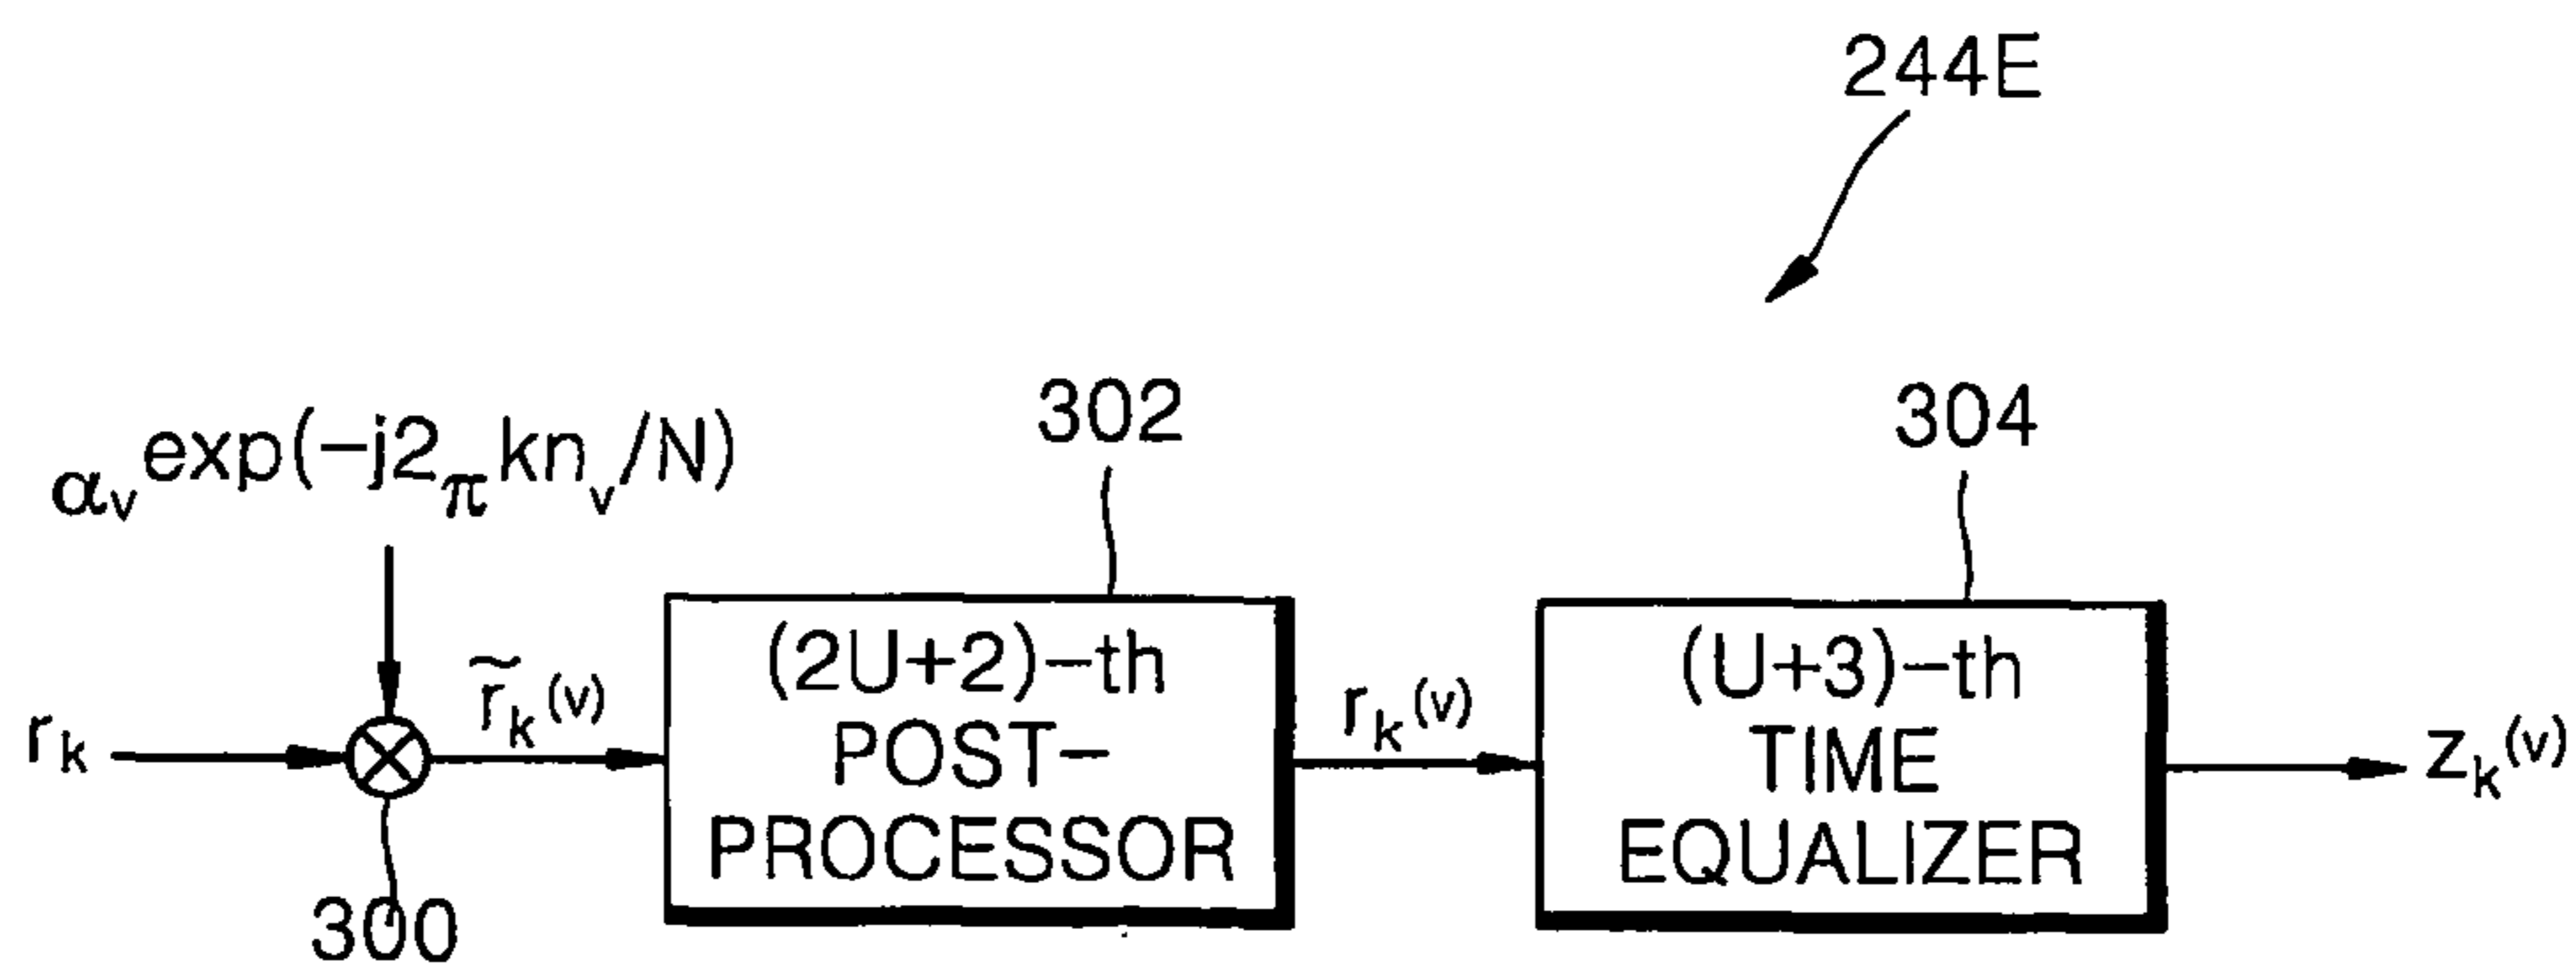 244E
302
304
αᵥexp(-j2πknᵥ/N)
(2U+2)-th
POST-
PROCESSOR
(U+3)-th
TIME
EQUALIZER
rₖ
r̃ₖ⁽ᵛ⁾
rₖ⁽ᵛ⁾
zₖ⁽ᵛ⁾
300